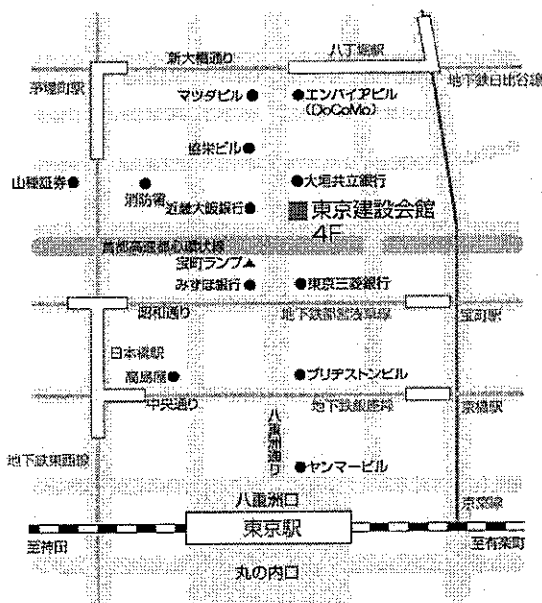 新大橋通り
八丁堀駅
茅場町駅
地下鉄日比谷線
マツダビル
エンパイアビル
(DoCoMo)
協栄ビル
山種証券
消防署
大垣共立銀行
近畿大阪銀行
東京建設会館
4F
首都高速都心環状線
宝町ランプ
みずほ銀行
東京三菱銀行
昭和通り
地下鉄都営浅草線
宝町駅
日本橋駅
高島屋
ブリヂストンビル
中央通り
地下鉄銀座線
京橋駅
八重洲通り
地下鉄東西線
ヤンマービル
八重洲口
京葉線
東京駅
至神田
至有楽町
丸の内口